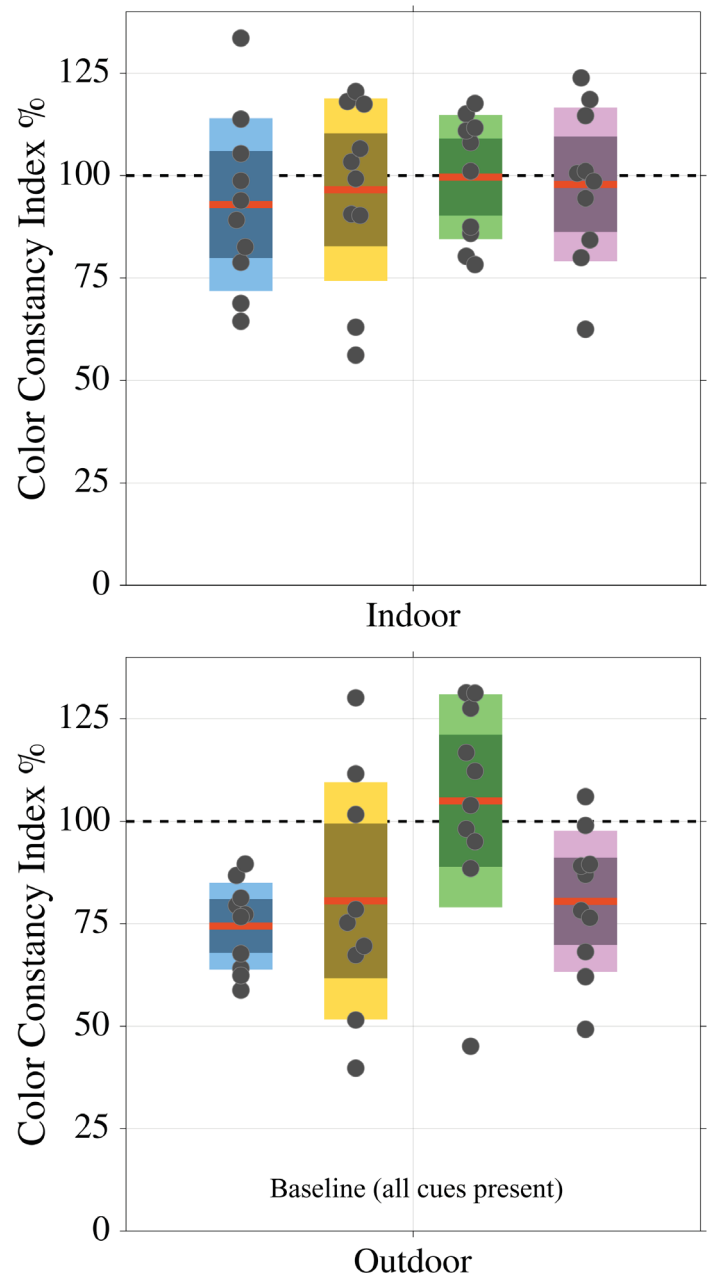 Color Constancy Index %
125
100
75
50
25
0
Indoor
Color Constancy Index %
125
100
75
50
25
0
Baseline (all cues present)
Outdoor